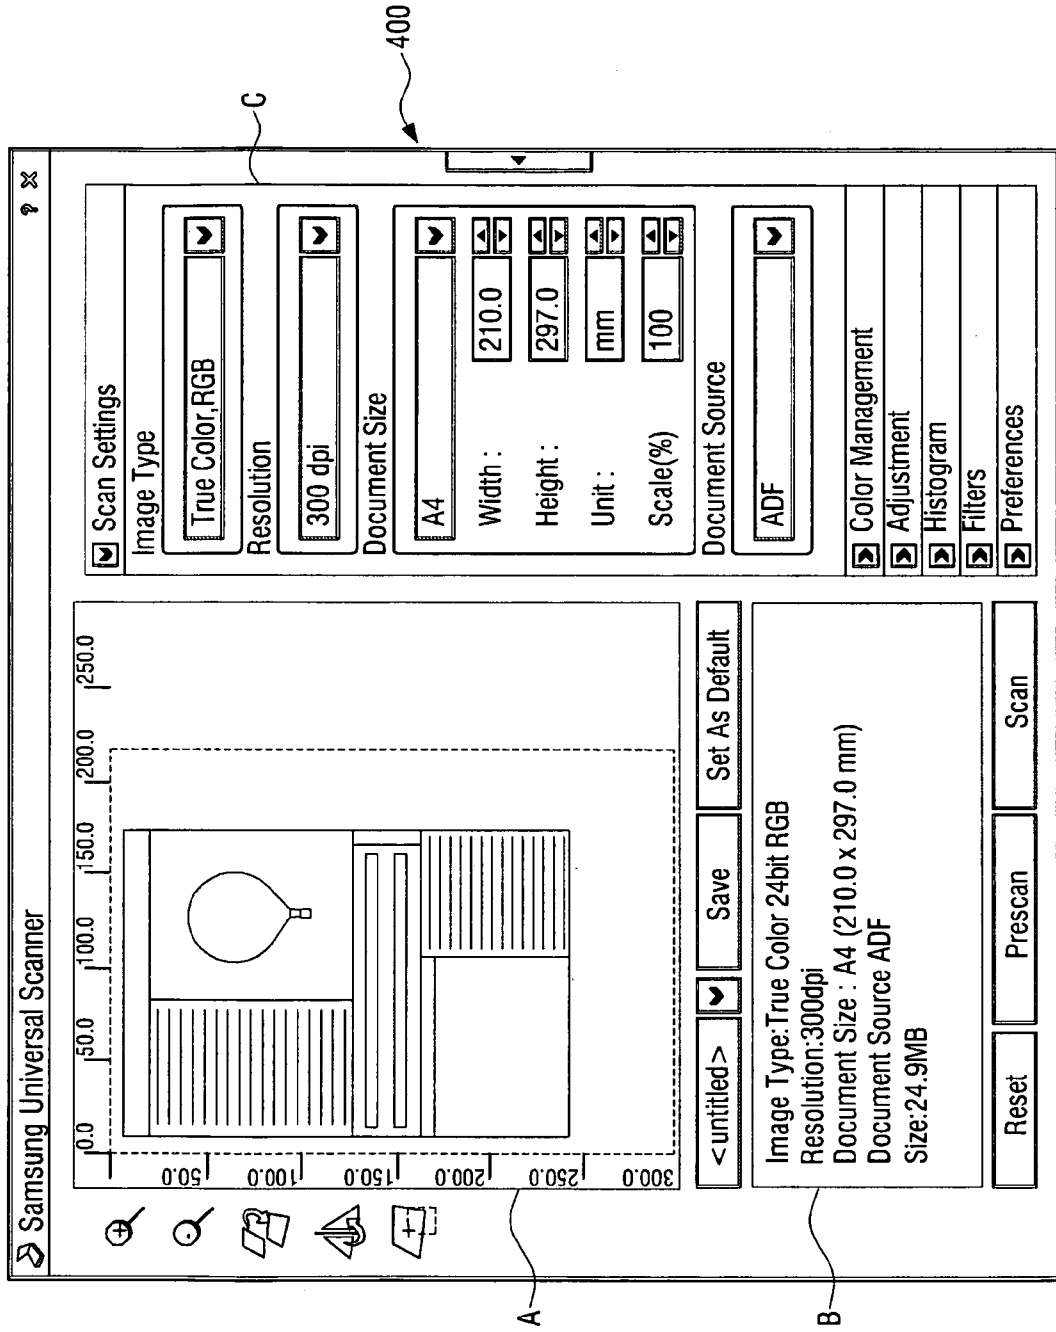 Samsung Universal Scanner
? X
0.0 50.0 100.0 150.0 200.0 250.0
50.0
100.0
150.0
200.0
250.0
300.0
<untitled> Save Set As Default
Image Type:True Color 24bit RGB
Resolution:300dpi
Document Size : A4 (210.0 x 297.0 mm)
Document Source ADF
Size:24.9MB
Reset Prescan Scan
Scan Settings
Image Type
True Color,RGB
Resolution
300 dpi
Document Size
A4
Width : 210.0
Height : 297.0
Unit : mm
Scale(%) 100
Document Source
ADF
Color Management
Adjustment
Histogram
Filters
Preferences
A
B
C
400